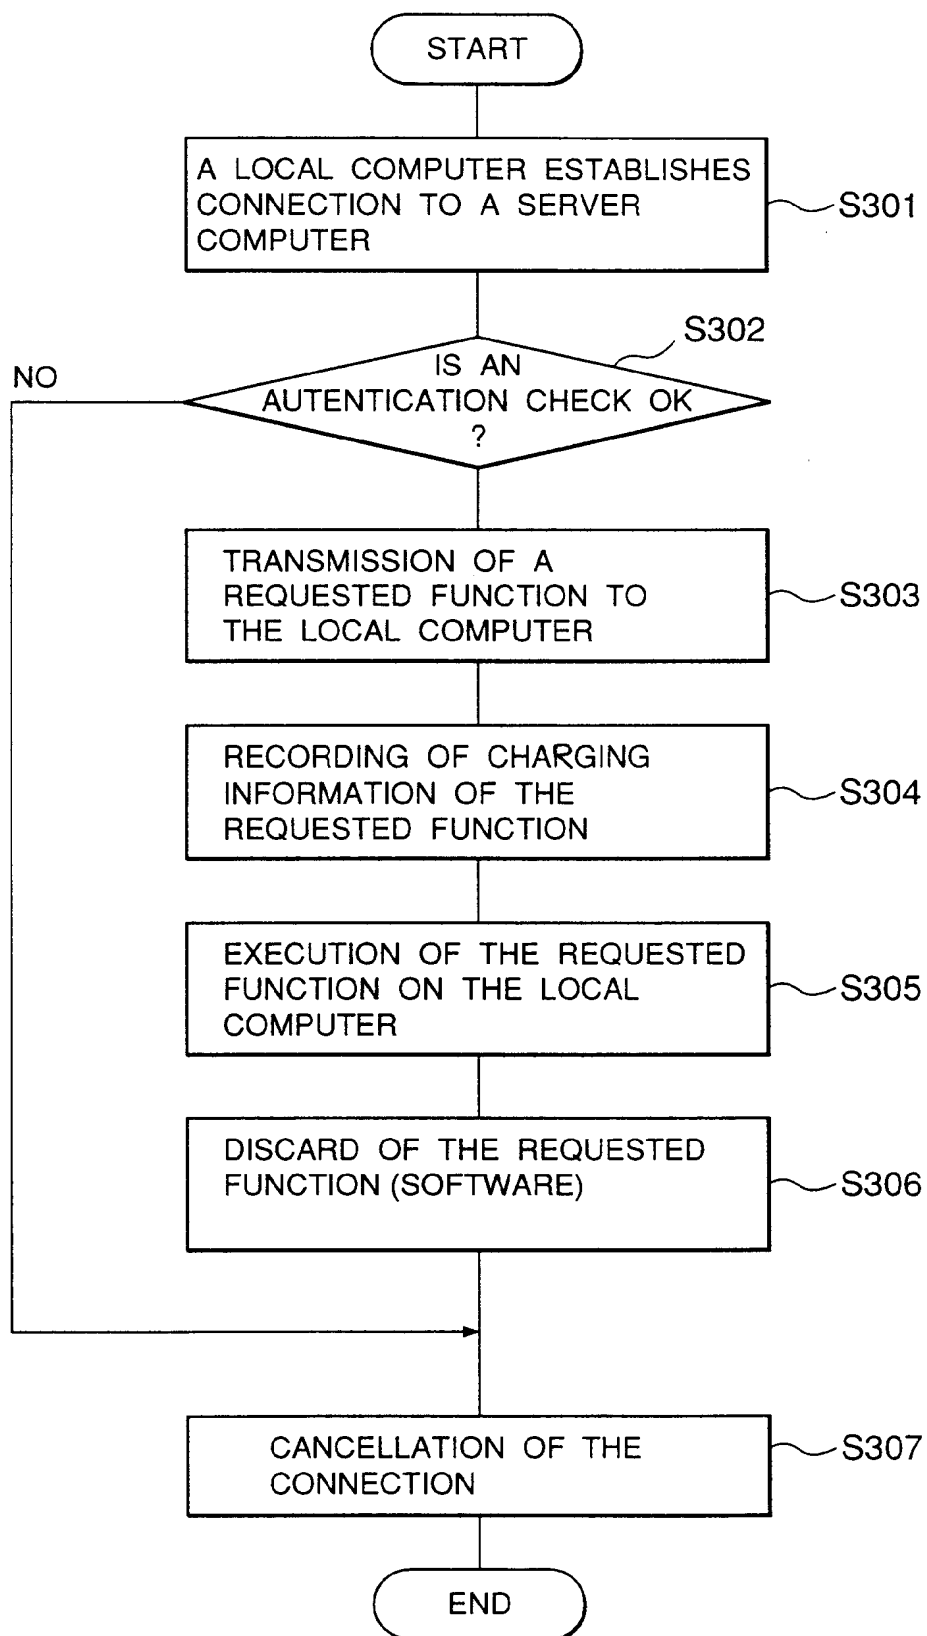 START
A LOCAL COMPUTER ESTABLISHES
CONNECTION TO A SERVER
COMPUTER
S301
S302
NO
IS AN
AUTENTICATION CHECK OK
?
TRANSMISSION OF A
REQUESTED FUNCTION TO
THE LOCAL COMPUTER
S303
RECORDING OF CHARGING
INFORMATION OF THE
REQUESTED FUNCTION
S304
EXECUTION OF THE REQUESTED
FUNCTION ON THE LOCAL
COMPUTER
S305
DISCARD OF THE REQUESTED
FUNCTION (SOFTWARE)
S306
CANCELLATION OF THE
CONNECTION
S307
END